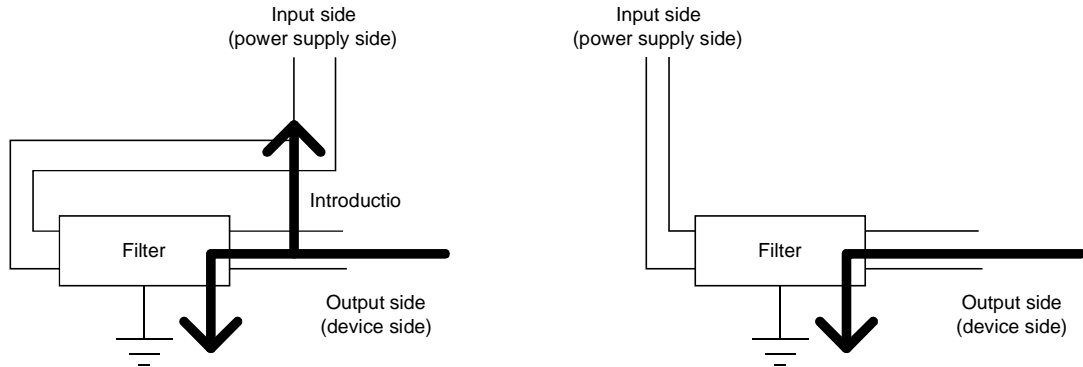 Input side
(power supply side)
Introductio
Filter
Output side
(device side)
Input side
(power supply side)
Filter
Output side
(device side)